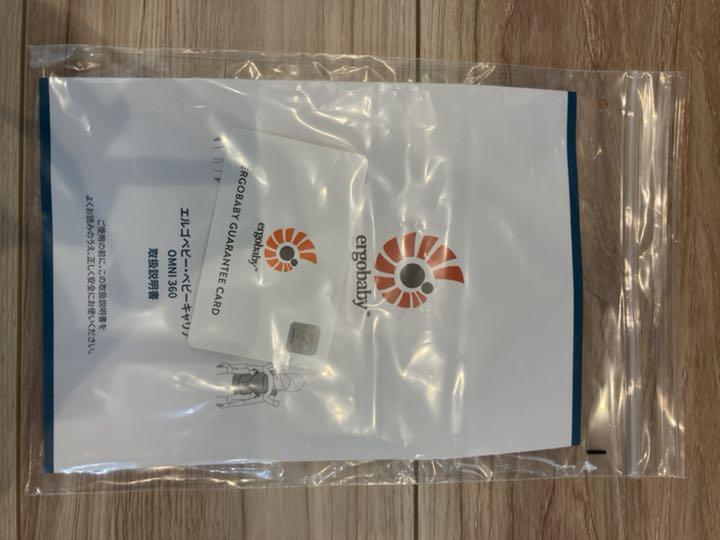 ergobaby™
ERGOBABY GUARANTEE CARD
ergobaby™
エルゴベビー・ベビーキャリア
OMNI 360
取扱説明書
ご使用の前に、この取扱説明書を
よくお読みのうえ、正しく安全にお使いください。